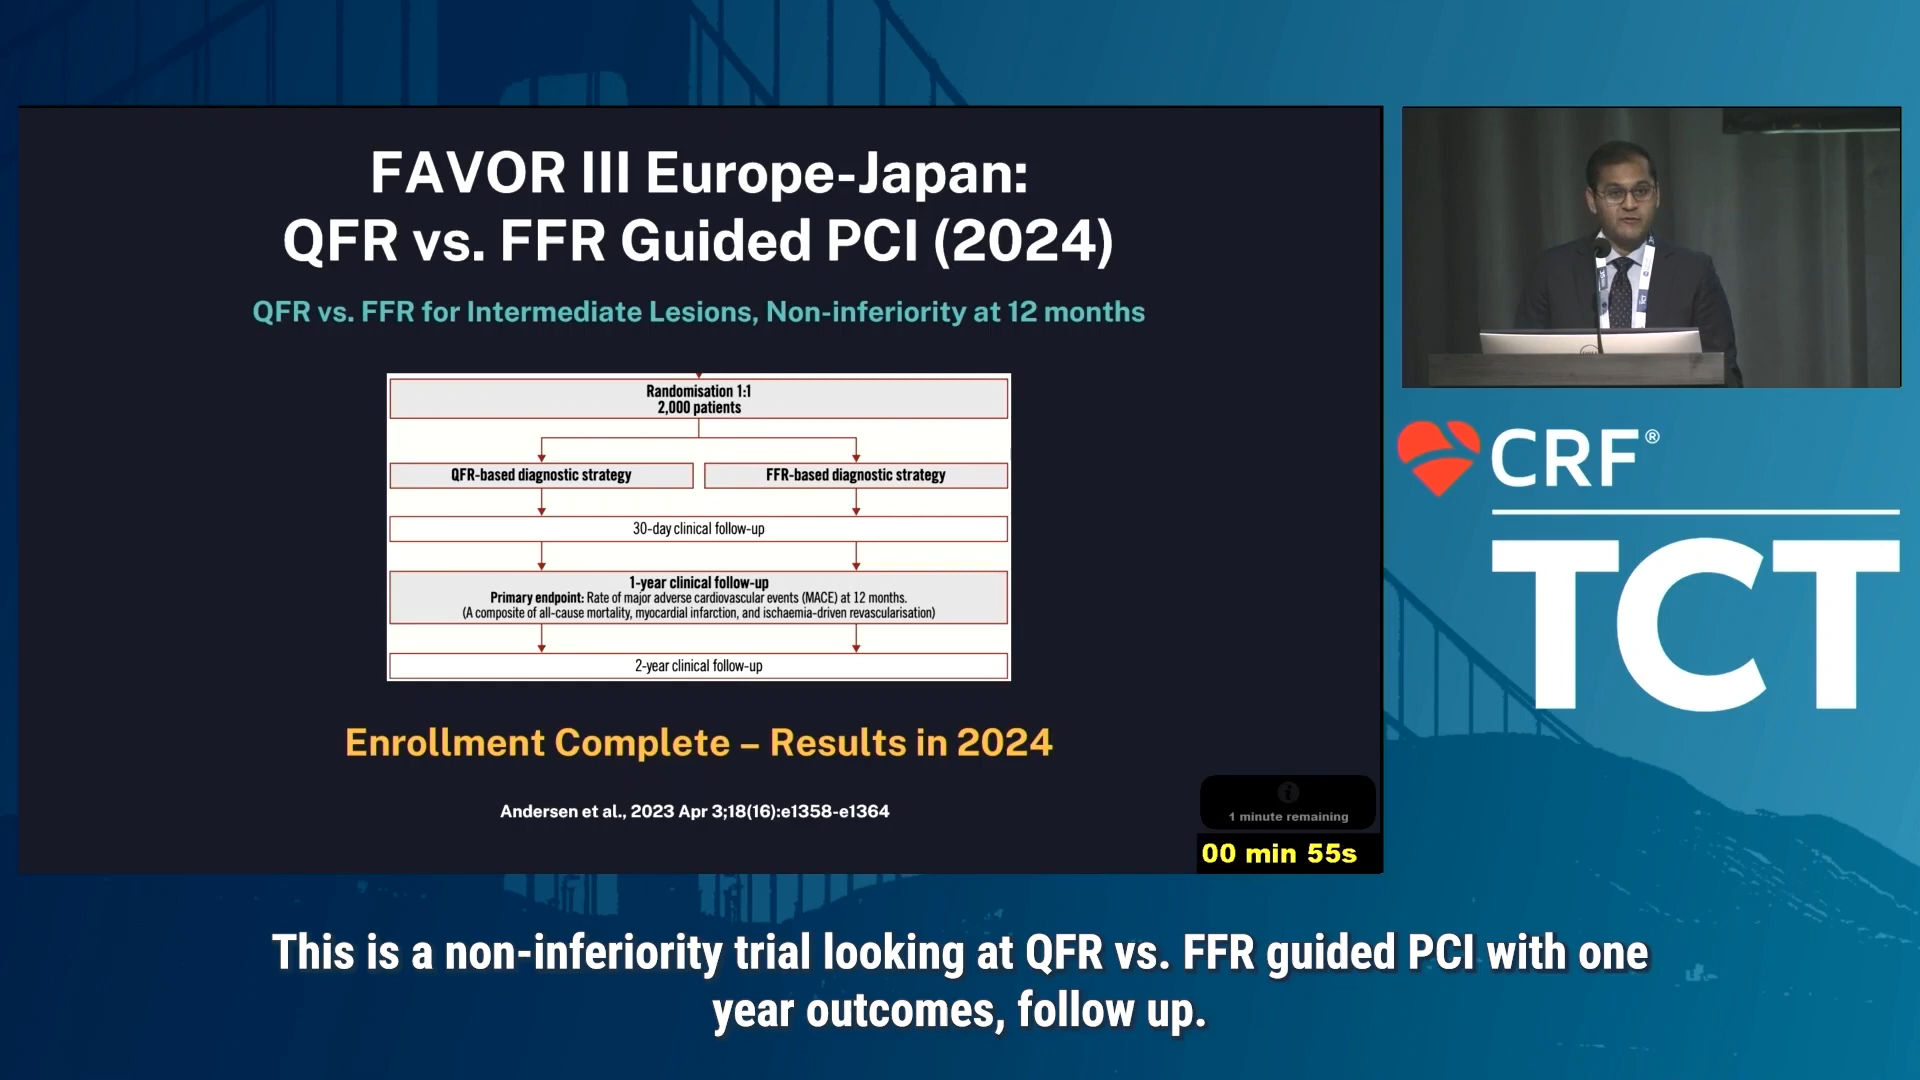 FAVOR III Europe-Japan:
QFR vs. FFR Guided PCI (2024)
QFR vs. FFR for Intermediate Lesions, Non-inferiority at 12 months
Randomisation 1:1
2,000 patients
QFR-based diagnostic strategy
FFR-based diagnostic strategy
30-day clinical follow-up
1-year clinical follow-up
Primary endpoint: Rate of major adverse cardiovascular events (MACE) at 12 months.
(A composite of all-cause mortality, myocardial infarction, and ischaemia-driven revascularisation)
2-year clinical follow-up
Enrollment Complete – Results in 2024
Andersen et al., 2023 Apr 3;18(16):e1358-e1364
1 minute remaining
00 min 55s
CRF®
TCT
This is a non-inferiority trial looking at QFR vs. FFR guided PCI with one
year outcomes, follow up.